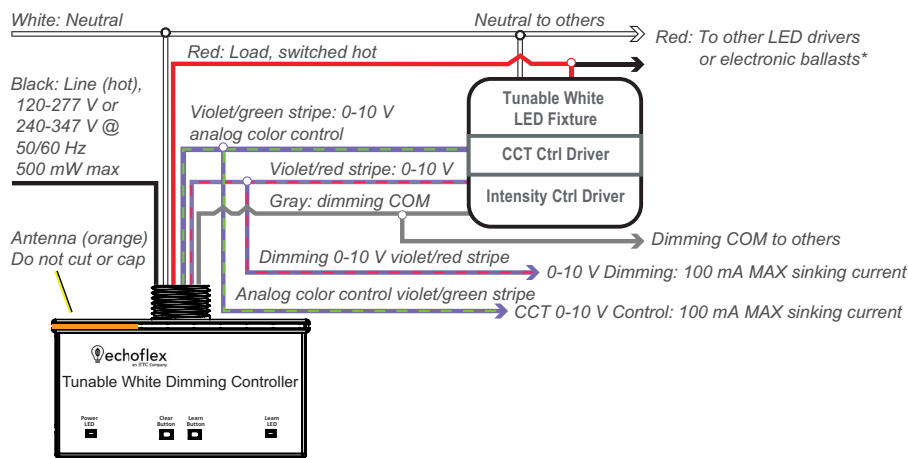 White: Neutral
Neutral to others
Red: Load, switched hot
Red: To other LED drivers
or electronic ballasts*
Black: Line (hot),
120-277 V or
240-347 V @
50/60 Hz
500 mW max
Violet/green stripe: 0-10 V
analog color control
Tunable White
LED Fixture
CCT Ctrl Driver
Violet/red stripe: 0-10 V
Intensity Ctrl Driver
Gray: dimming COM
Antenna (orange)
Do not cut or cap
Dimming COM to others
Dimming 0-10 V violet/red stripe
0-10 V Dimming: 100 mA MAX sinking current
Analog color control violet/green stripe
CCT 0-10 V Control: 100 mA MAX sinking current
echoflex
an ETC Company
Tunable White Dimming Controller
Power
LED
Clear
Button
Learn
Button
Learn
LED